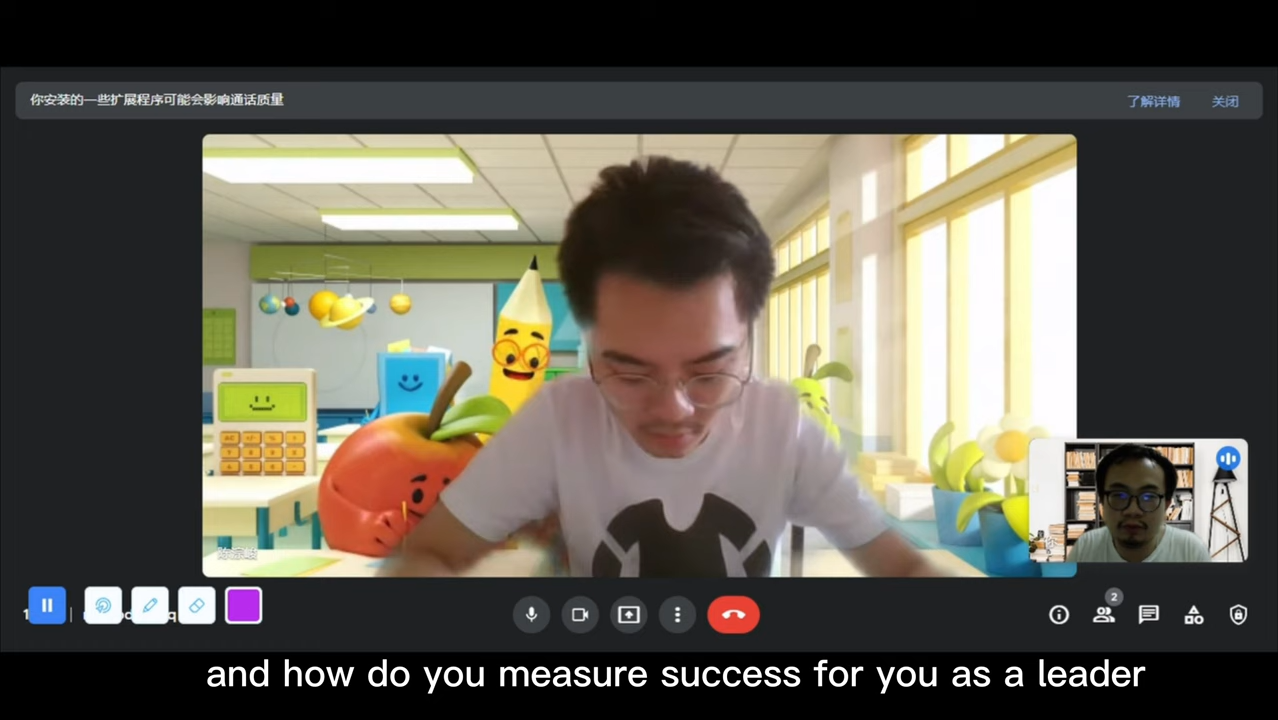 你安装的一些扩展程序可能会影响通话质量
了解详情
关闭
2
and how do you measure success for you as a leader